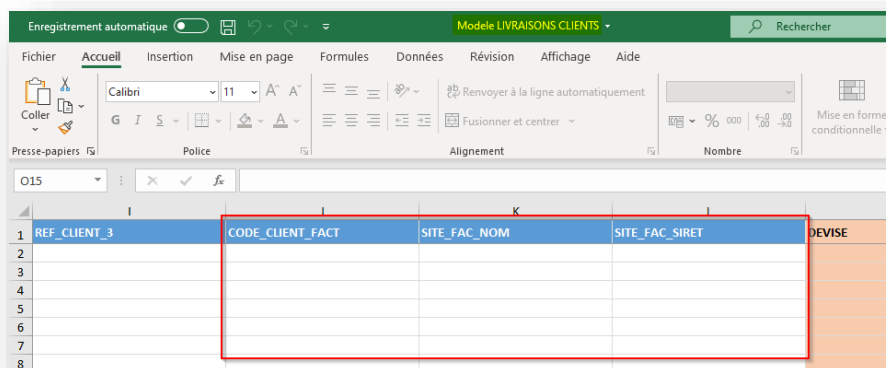 Enregistrement automatique
Modele LIVRAISONS CLIENTS
Rechercher
Fichier Accueil Insertion Mise en page Formules Données Révision Affichage Aide
Coller
Calibri 11 A A
Renvoyer à la ligne automatiquement
G I S A
Fusionner et centrer
% 000
Mise en forme
conditionnelle
Presse-papiers Police Alignement Nombre
O15 fx
I J K L
1 REF_CLIENT_3 CODE_CLIENT_FACT SITE_FAC_NOM SITE_FAC_SIRET DEVISE
2
3
4
5
6
7
8